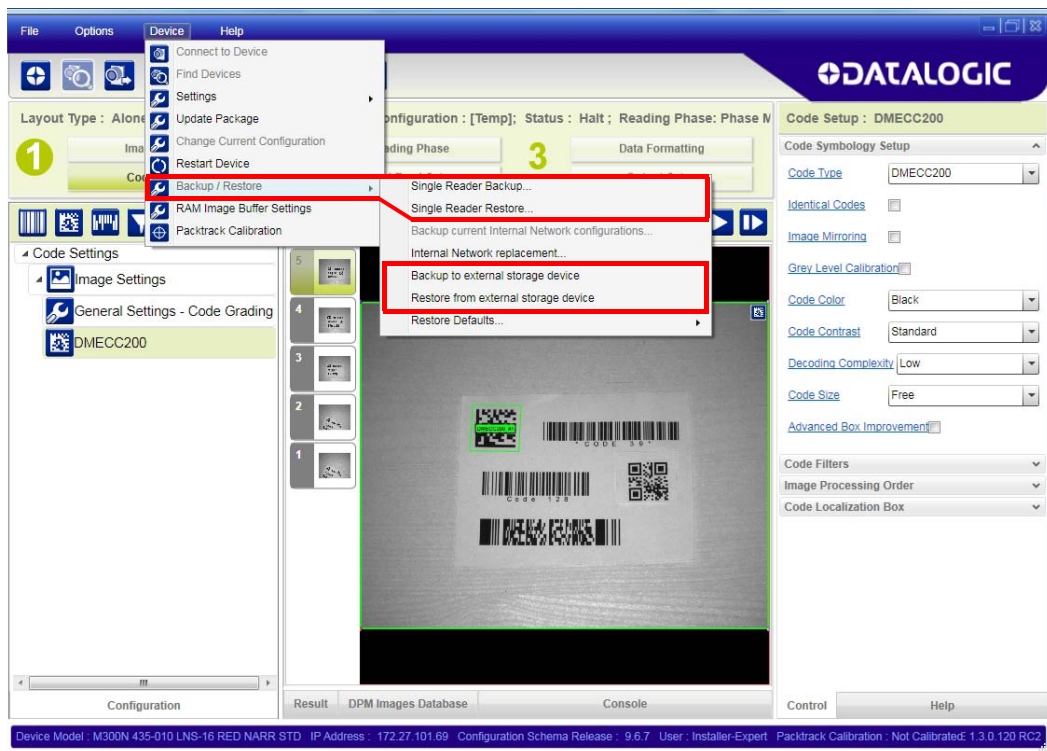 File Options Device Help
DATALOGIC
Connect to Device
Find Devices
Settings
Update Package
Change Current Configuration
Restart Device
Backup / Restore
RAM Image Buffer Settings
Packtrack Calibration
Single Reader Backup...
Single Reader Restore...
Backup current Internal Network configurations...
Internal Network replacement...
Backup to external storage device
Restore from external storage device
Restore Defaults...
Layout Type : Alone
onfiguration : [Temp]; Status : Halt ; Reading Phase: Phase M
1
Ima
Co
ading Phase
3
Data Formatting
Code Settings
Image Settings
General Settings - Code Grading
DMECC200
5
4
3
2
1
DMECC200 #1
*CODE 39*
Code 128
Code Setup : DMECC200
Code Symbology Setup
Code Type DMECC200
Identical Codes
Image Mirroring
Grey Level Calibration
Code Color Black
Code Contrast Standard
Decoding Complexity Low
Code Size Free
Advanced Box Improvement
Code Filters
Image Processing Order
Code Localization Box
Configuration
Result DPM Images Database Console
Control Help
Device Model : M300N 435-010 LNS-16 RED NARR STD IP Address : 172.27.101.69 Configuration Schema Release : 9.6.7 User : Installer-Expert Packtrack Calibration : Not Calibrated 1.3.0.120 RC2